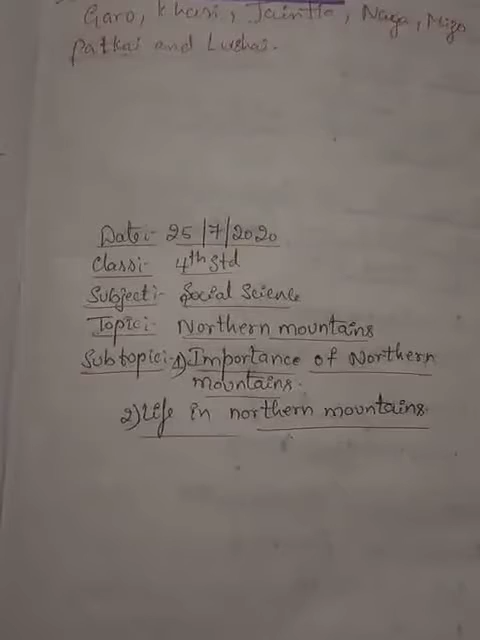 Garo, Khasi, Jaintia, Naga, Mizo
Patkai and Lushai.
Date:- 25/7/2020
Class:- 4th Std
Subject:- Social Science
Topic:- Northern mountains
Subtopic:- 1) Importance of Northern
mountains.
2) Life in northern mountains.